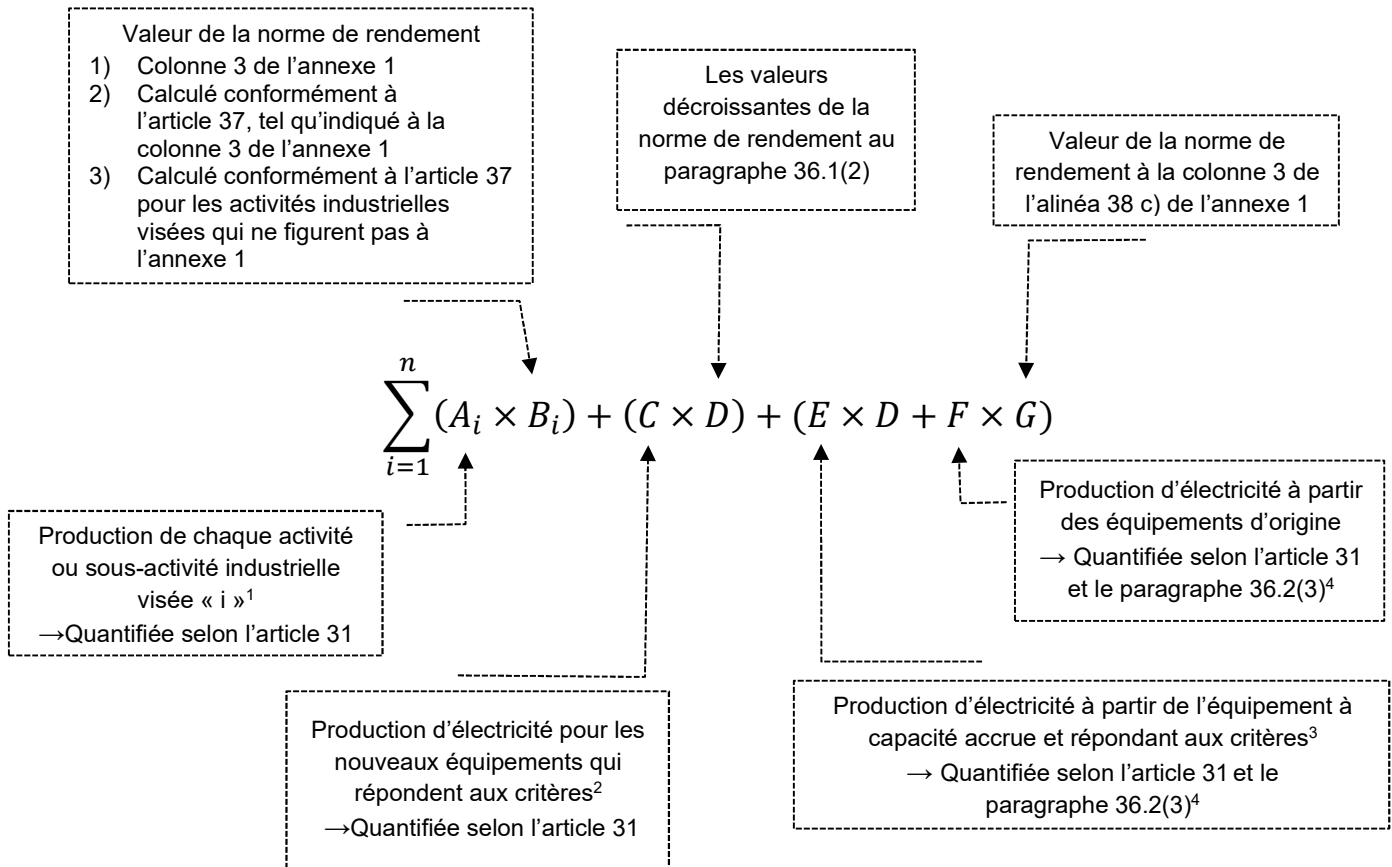 Valeur de la norme de rendement
1) Colonne 3 de l’annexe 1
2) Calculé conformément à
l’article 37, tel qu’indiqué à la
colonne 3 de l’annexe 1
3) Calculé conformément à l’article 37
pour les activités industrielles
visées qui ne figurent pas à
l’annexe 1
Les valeurs
décroissantes de la
norme de rendement au
paragraphe 36.1(2)
Valeur de la norme de
rendement à la colonne 3 de
l’alinéa 38 c) de l’annexe 1
n
∑(Aᵢ × Bᵢ) + (C × D) + (E × D + F × G)
i=1
Production de chaque activité
ou sous-activité industrielle
visée « i »¹
→Quantifiée selon l’article 31
Production d’électricité pour les
nouveaux équipements qui
répondent aux critères²
→Quantifiée selon l’article 31
Production d’électricité à partir de l’équipement à
capacité accrue et répondant aux critères³
→ Quantifiée selon l’article 31 et le
paragraphe 36.2(3)⁴
Production d’électricité à partir
des équipements d’origine
→ Quantifiée selon l’article 31
et le paragraphe 36.2(3)⁴